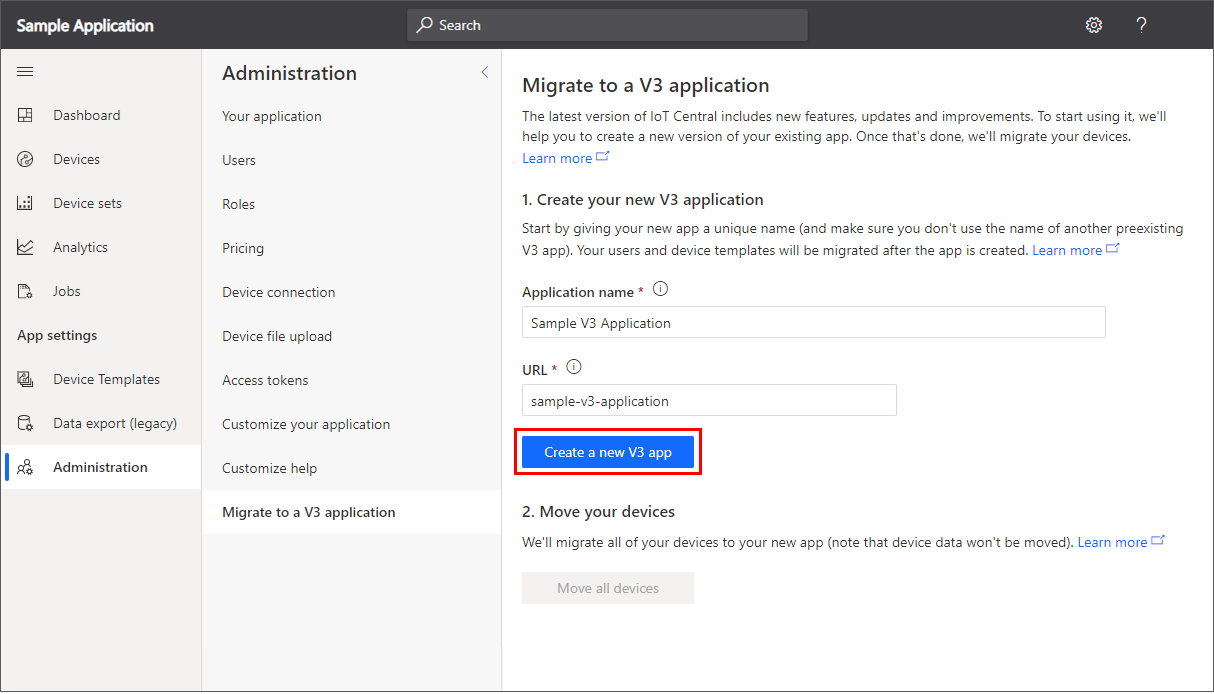 Sample Application
Search
?
Dashboard
Devices
Device sets
Analytics
Jobs
App settings
Device Templates
Data export (legacy)
Administration
Administration
Your application
Users
Roles
Pricing
Device connection
Device file upload
Access tokens
Customize your application
Customize help
Migrate to a V3 application
Migrate to a V3 application
The latest version of IoT Central includes new features, updates and improvements. To start using it, we'll
help you to create a new version of your existing app. Once that's done, we'll migrate your devices.
Learn more
1. Create your new V3 application
Start by giving your new app a unique name (and make sure you don't use the name of another preexisting
V3 app). Your users and device templates will be migrated after the app is created. Learn more
Application name *
Sample V3 Application
URL *
sample-v3-application
Create a new V3 app
2. Move your devices
We'll migrate all of your devices to your new app (note that device data won't be moved). Learn more
Move all devices